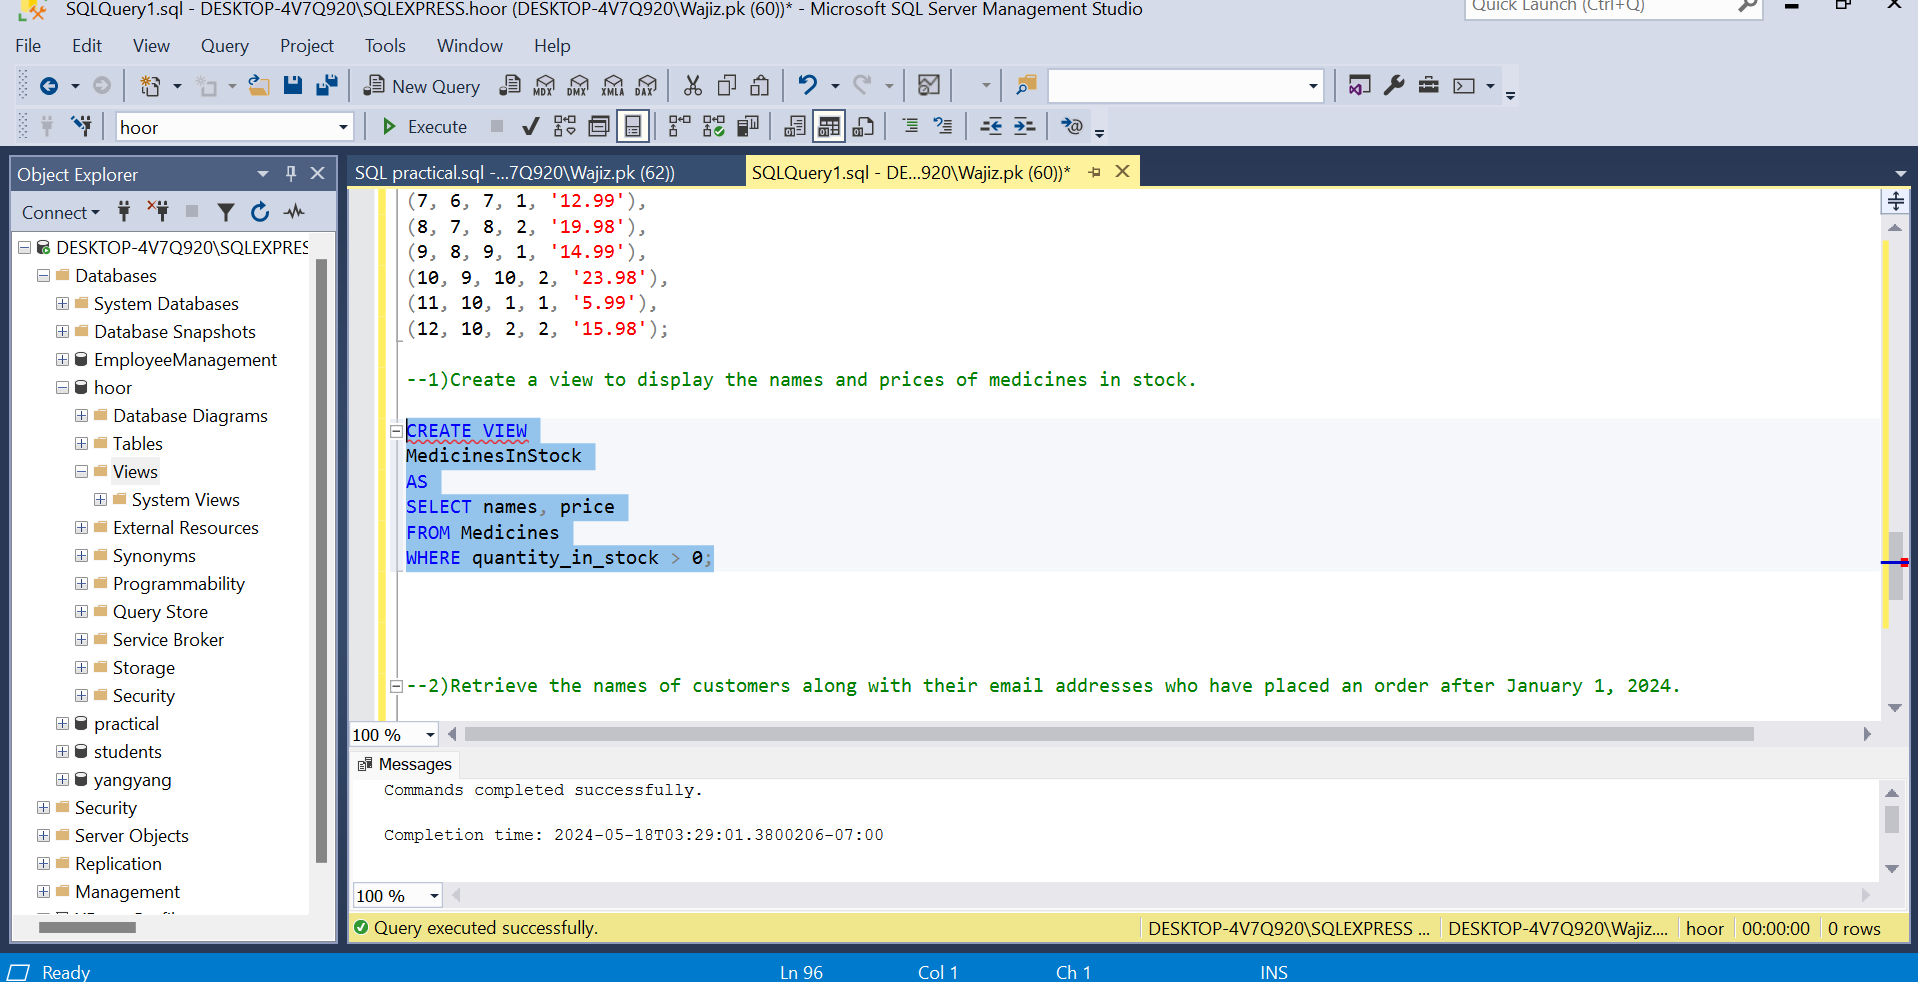 SQLQuery1.sql - DESKTOP-4V7Q920\SQLEXPRESS.hoor (DESKTOP-4V7Q920\Wajiz.pk (60))* - Microsoft SQL Server Management Studio
Quick Launch (Ctrl+Q)
File Edit View Query Project Tools Window Help
New Query MDX DMX XMLA DAX
hoor Execute
Object Explorer
Connect
DESKTOP-4V7Q920\SQLEXPRES
Databases
System Databases
Database Snapshots
EmployeeManagement
hoor
Database Diagrams
Tables
Views
System Views
External Resources
Synonyms
Programmability
Query Store
Service Broker
Storage
Security
practical
students
yangyang
Security
Server Objects
Replication
Management
SQL practical.sql -...7Q920\Wajiz.pk (62))
SQLQuery1.sql - DE...920\Wajiz.pk (60))*
(7, 6, 7, 1, '12.99'),
(8, 7, 8, 2, '19.98'),
(9, 8, 9, 1, '14.99'),
(10, 9, 10, 2, '23.98'),
(11, 10, 1, 1, '5.99'),
(12, 10, 2, 2, '15.98');
--1)Create a view to display the names and prices of medicines in stock.
CREATE VIEW
MedicinesInStock
AS
SELECT names, price
FROM Medicines
WHERE quantity_in_stock > 0;
--2)Retrieve the names of customers along with their email addresses who have placed an order after January 1, 2024.
100 %
Messages
Commands completed successfully.
Completion time: 2024-05-18T03:29:01.3800206-07:00
100 %
Query executed successfully.
DESKTOP-4V7Q920\SQLEXPRESS ... DESKTOP-4V7Q920\Wajiz.... hoor 00:00:00 0 rows
Ready Ln 96 Col 1 Ch 1 INS